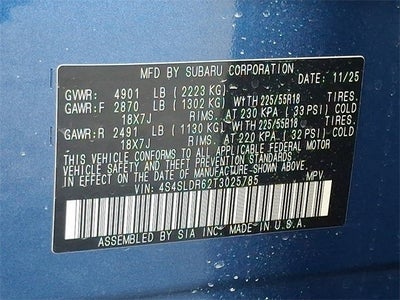 MFD BY SUBARU CORPORATION DATE: 11/25
GVWR: 4901 LB (2223 KG)
GAWR:F 2870 LB (1302 KG) WITH 225/55R18 TIRES.
18X7J RIMS, AT 230 KPA (33 PSI) COLD
GAWR:R 2491 LB (1130 KG) WITH 225/55R18 TIRES.
18X7J RIMS, AT 220 KPA (32 PSI) COLD
THIS VEHICLE CONFORMS TO ALL APPLICABLE FEDERAL MOTOR
VEHICLE SAFETY, BUMPER, AND THEFT PREVENTION STANDARDS
IN EFFECT ON THE DATE OF MANUFACTURE SHOWN ABOVE.
VIN: 4S4SLDR62T3025785 MPV
ASSEMBLED BY SIA INC. MADE IN U.S.A.